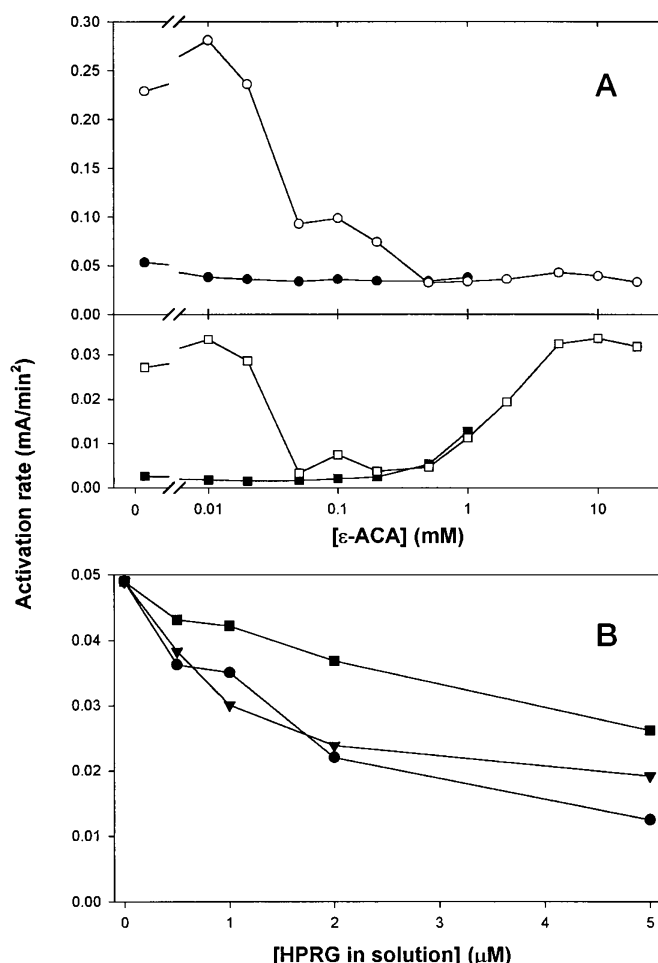 0.30
A
0.25
0.20
0.15
0.10
0.05
0.00
0.03
0.02
0.01
0.00
0 0.01 0.1 1 10
[ε-ACA] (mM)
Activation rate (mA/min²)
0.05
B
0.04
0.03
0.02
0.01
0.00
0 1 2 3 4 5
[HPRG in solution] (μM)